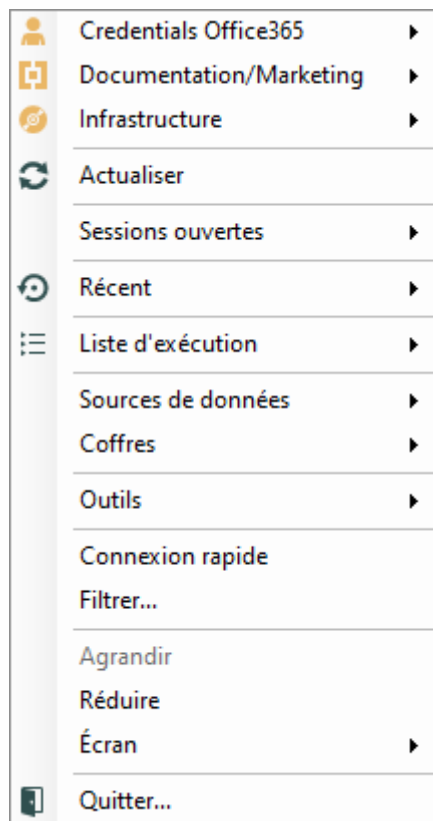 Credentials Office365
Documentation/Marketing
Infrastructure
Actualiser
Sessions ouvertes
Récent
Liste d'exécution
Sources de données
Coffres
Outils
Connexion rapide
Filtrer...
Agrandir
Réduire
Écran
Quitter...